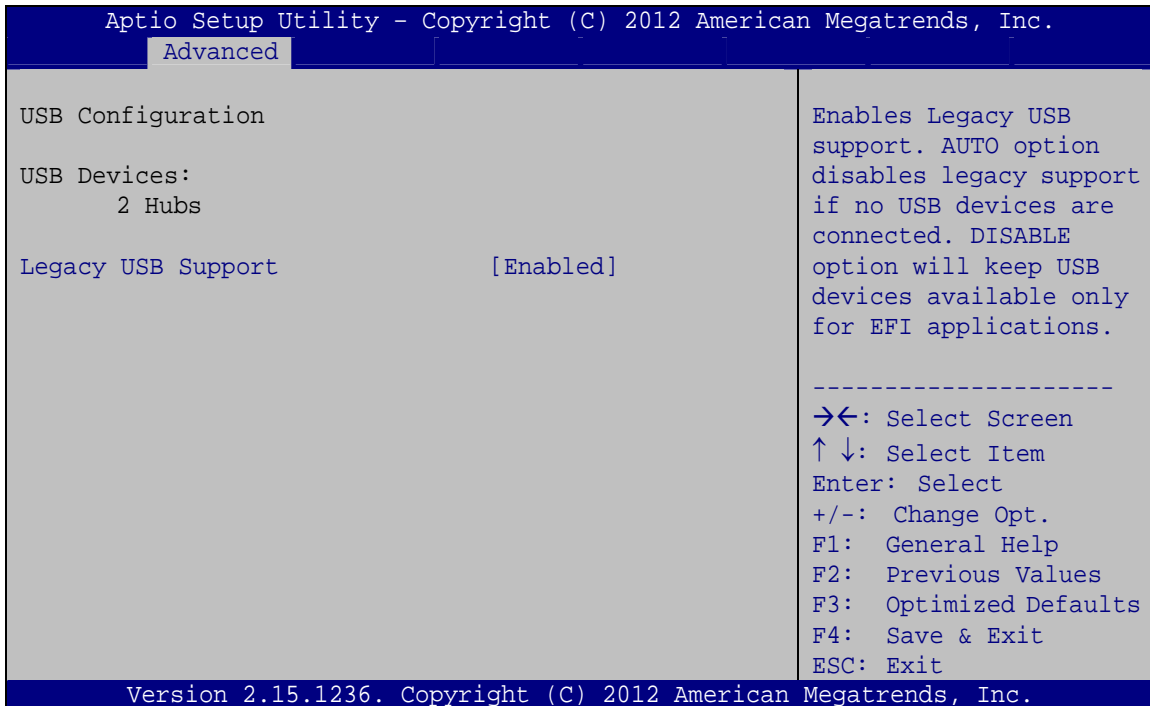 Aptio Setup Utility – Copyright (C) 2012 American Megatrends, Inc.
Advanced
USB Configuration
USB Devices:
2 Hubs
Legacy USB Support [Enabled]
Enables Legacy USB
support. AUTO option
disables legacy support
if no USB devices are
connected. DISABLE
option will keep USB
devices available only
for EFI applications.
---------------------
→←: Select Screen
↑ ↓: Select Item
Enter: Select
+/-: Change Opt.
F1: General Help
F2: Previous Values
F3: Optimized Defaults
F4: Save & Exit
ESC: Exit
Version 2.15.1236. Copyright (C) 2012 American Megatrends, Inc.